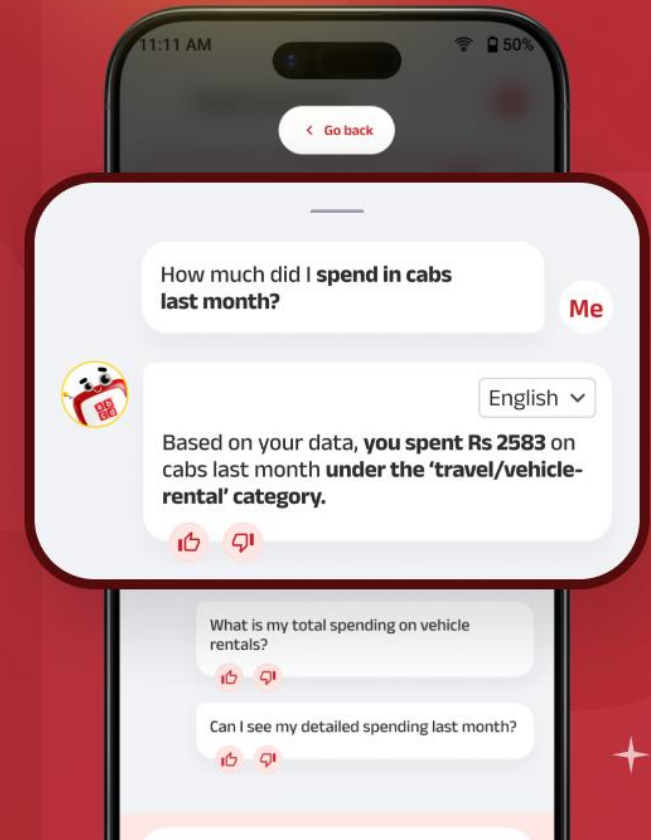 11:11 AM
50%
Go back
How much did I spend in cabs
last month?
Me
English
Based on your data, you spent Rs 2583 on
cabs last month under the ‘travel/vehicle-
rental’ category.
What is my total spending on vehicle
rentals?
Can I see my detailed spending last month?